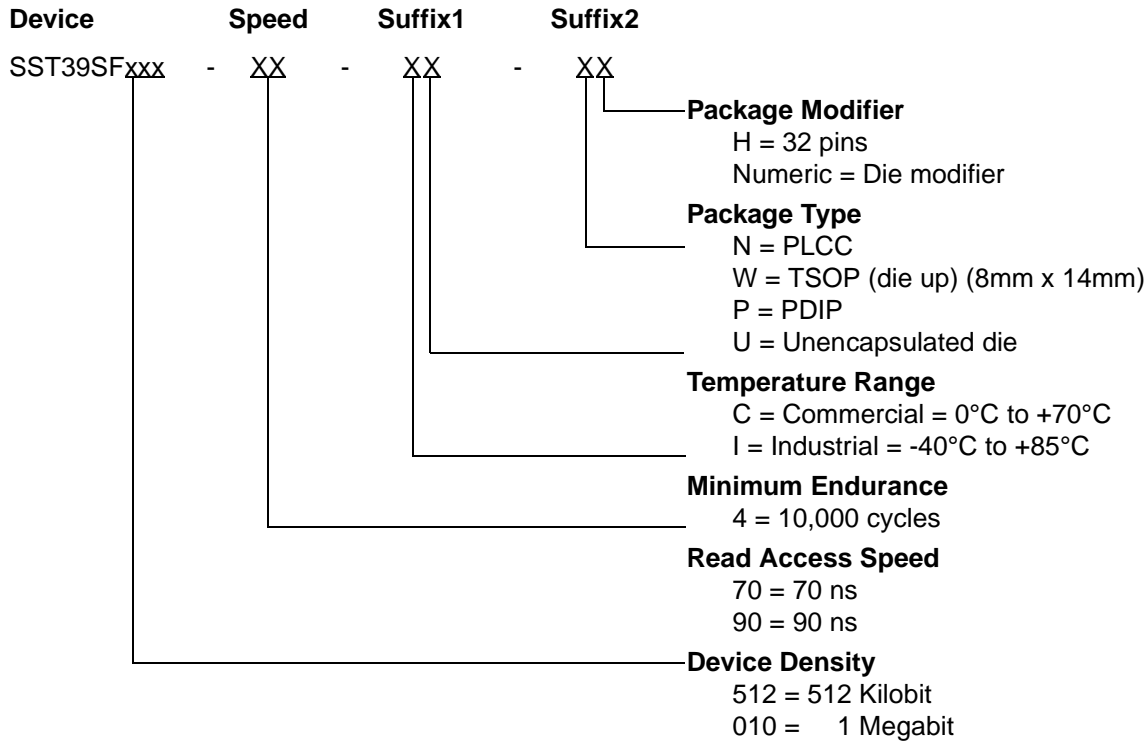 Device Speed Suffix1 Suffix2
SST39SFxxx - XX - XX - XX
Package Modifier
H = 32 pins
Numeric = Die modifier
Package Type
N = PLCC
W = TSOP (die up) (8mm x 14mm)
P = PDIP
U = Unencapsulated die
Temperature Range
C = Commercial = 0°C to +70°C
I = Industrial = -40°C to +85°C
Minimum Endurance
4 = 10,000 cycles
Read Access Speed
70 = 70 ns
90 = 90 ns
Device Density
512 = 512 Kilobit
010 = 1 Megabit